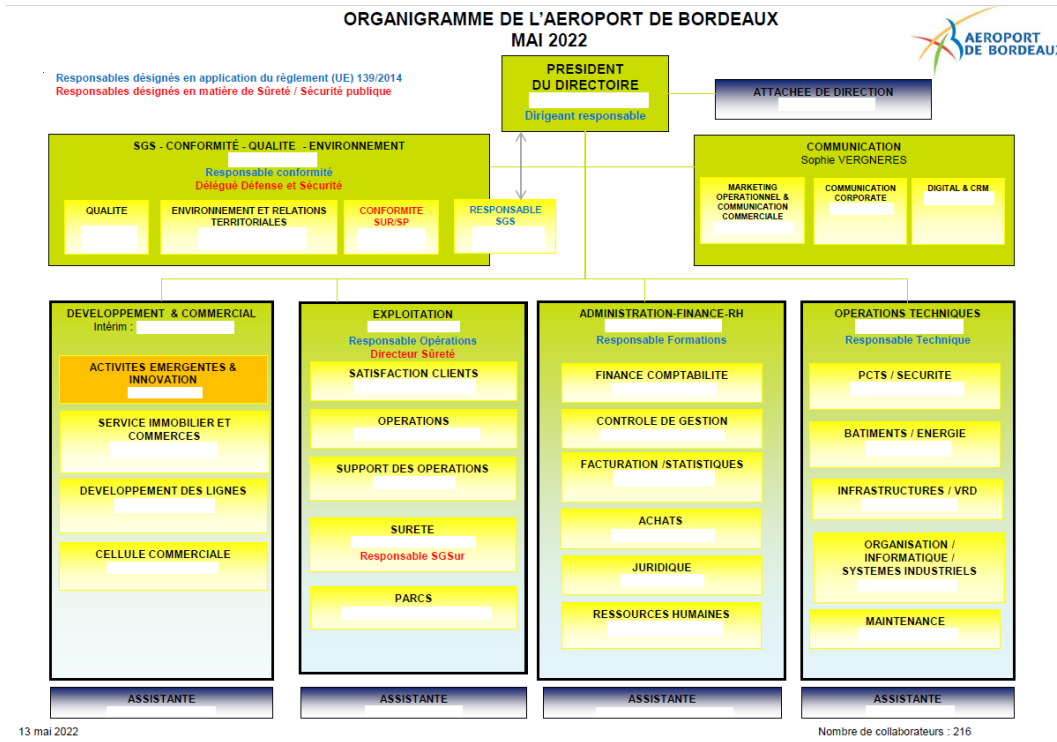 ORGANIGRAMME DE L'AEROPORT DE BORDEAUX
MAI 2022
AEROPORT
DE BORDEAUX
Responsables désignés en application du règlement (UE) 139/2014
Responsables désignés en matière de Sûreté / Sécurité publique
PRESIDENT
DU DIRECTOIRE
Dirigeant responsable
ATTACHEE DE DIRECTION
SGS - CONFORMITÉ - QUALITE - ENVIRONNEMENT
Responsable conformité
Délégué Défense et Sécurité
QUALITE
ENVIRONNEMENT ET RELATIONS
TERRITORIALES
CONFORMITE
SUR/SP
RESPONSABLE
SGS
COMMUNICATION
Sophie VERGNERES
MARKETING
OPERATIONNEL &
COMMUNICATION
COMMERCIALE
COMMUNICATION
CORPORATE
DIGITAL & CRM
DEVELOPPEMENT & COMMERCIAL
Intérim :
ACTIVITES EMERGENTES &
INNOVATION
SERVICE IMMOBILIER ET
COMMERCES
DEVELOPPEMENT DES LIGNES
CELLULE COMMERCIALE
EXPLOITATION
Responsable Opérations
Directeur Sûreté
SATISFACTION CLIENTS
OPERATIONS
SUPPORT DES OPERATIONS
SURETE
Responsable SGSur
PARCS
ADMINISTRATION-FINANCE-RH
Responsable Formations
FINANCE COMPTABILITE
CONTROLE DE GESTION
FACTURATION /STATISTIQUES
ACHATS
JURIDIQUE
RESSOURCES HUMAINES
OPERATIONS TECHNIQUES
Responsable Technique
PCTS / SECURITE
BATIMENTS / ENERGIE
INFRASTRUCTURES / VRD
ORGANISATION /
INFORMATIQUE /
SYSTEMES INDUSTRIELS
MAINTENANCE
ASSISTANTE
ASSISTANTE
ASSISTANTE
ASSISTANTE
13 mai 2022
Nombre de collaborateurs : 216